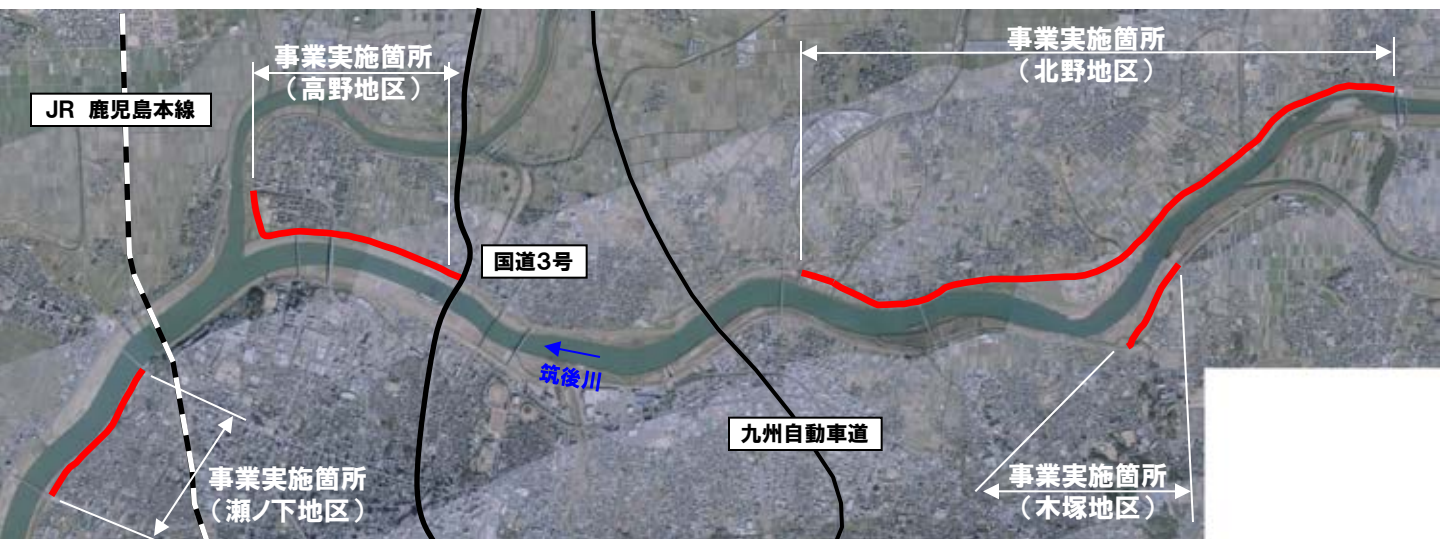 事業実施箇所
（高野地区）
事業実施箇所
（北野地区）
JR 鹿児島本線
国道3号
筑後川
九州自動車道
事業実施箇所
（瀬ノ下地区）
事業実施箇所
（木塚地区）